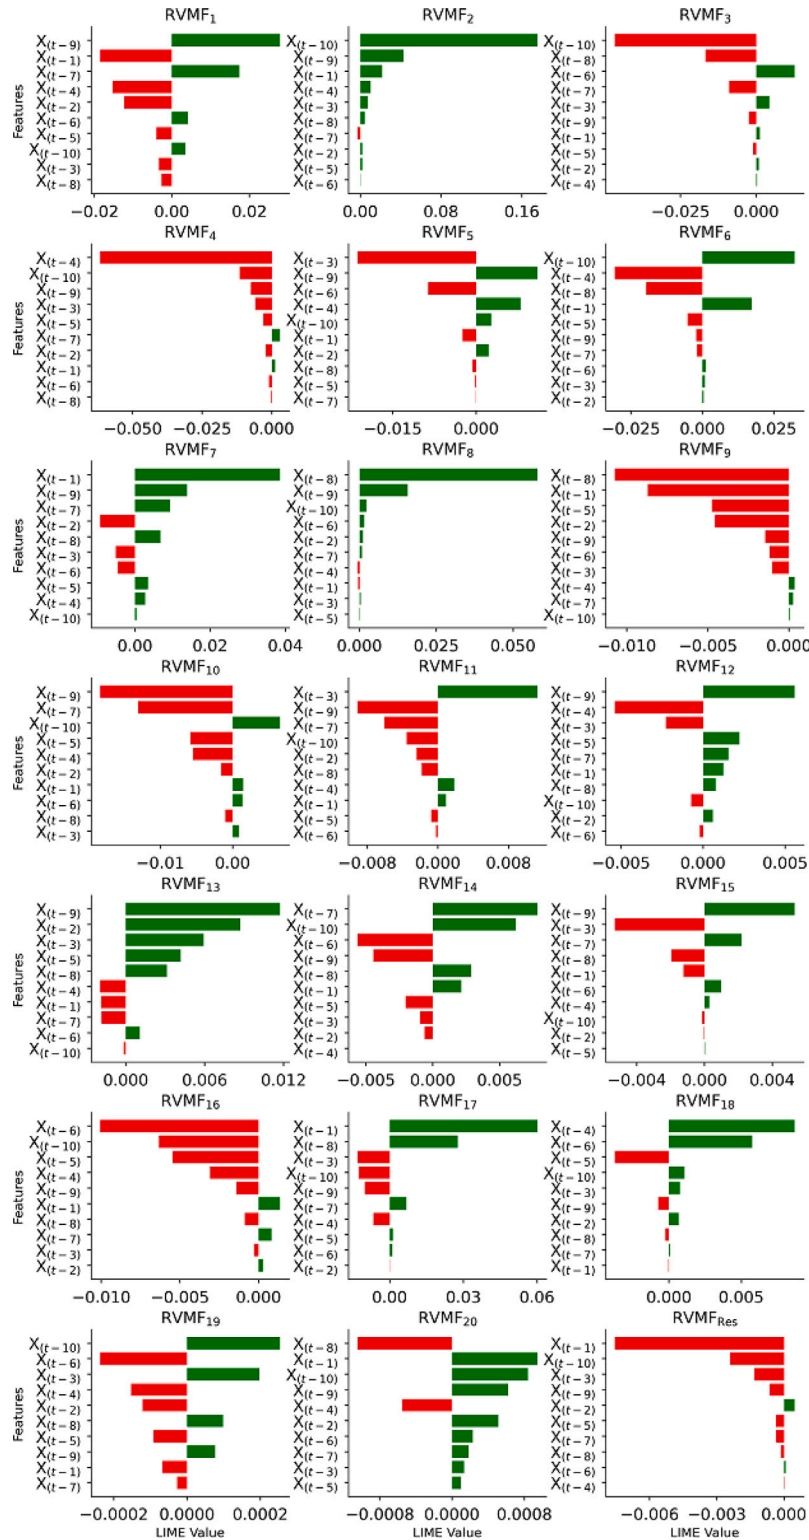 RVMF₁
Features
X(t−9)
X(t−1)
X(t−7)
X(t−4)
X(t−2)
X(t−6)
X(t−5)
X(t−10)
X(t−3)
X(t−8)
−0.02 0.00 0.02
RVMF₂
X(t−10)
X(t−9)
X(t−1)
X(t−4)
X(t−3)
X(t−8)
X(t−7)
X(t−2)
X(t−5)
X(t−6)
0.00 0.08 0.16
RVMF₃
X(t−10)
X(t−8)
X(t−6)
X(t−7)
X(t−3)
X(t−9)
X(t−1)
X(t−5)
X(t−2)
X(t−4)
−0.025 0.000
RVMF₄
Features
X(t−4)
X(t−10)
X(t−9)
X(t−3)
X(t−5)
X(t−7)
X(t−2)
X(t−1)
X(t−6)
X(t−8)
−0.050 −0.025 0.000
RVMF₅
X(t−3)
X(t−9)
X(t−6)
X(t−4)
X(t−10)
X(t−1)
X(t−2)
X(t−8)
X(t−5)
X(t−7)
−0.015 0.000
RVMF₆
X(t−10)
X(t−4)
X(t−8)
X(t−1)
X(t−5)
X(t−9)
X(t−7)
X(t−6)
X(t−3)
X(t−2)
−0.025 0.000 0.025
RVMF₇
Features
X(t−1)
X(t−9)
X(t−7)
X(t−2)
X(t−8)
X(t−3)
X(t−6)
X(t−5)
X(t−4)
X(t−10)
0.00 0.02 0.04
RVMF₈
X(t−8)
X(t−9)
X(t−10)
X(t−6)
X(t−2)
X(t−7)
X(t−4)
X(t−1)
X(t−3)
X(t−5)
0.000 0.025 0.050
RVMF₉
X(t−8)
X(t−1)
X(t−5)
X(t−2)
X(t−9)
X(t−6)
X(t−3)
X(t−4)
X(t−7)
X(t−10)
−0.010 −0.005 0.000
RVMF₁₀
Features
X(t−9)
X(t−7)
X(t−10)
X(t−5)
X(t−4)
X(t−2)
X(t−1)
X(t−6)
X(t−8)
X(t−3)
−0.01 0.00
RVMF₁₁
X(t−3)
X(t−9)
X(t−7)
X(t−10)
X(t−2)
X(t−8)
X(t−4)
X(t−1)
X(t−5)
X(t−6)
−0.008 0.000 0.008
RVMF₁₂
X(t−9)
X(t−4)
X(t−3)
X(t−5)
X(t−7)
X(t−1)
X(t−8)
X(t−10)
X(t−2)
X(t−6)
−0.005 0.000 0.005
RVMF₁₃
Features
X(t−9)
X(t−2)
X(t−3)
X(t−5)
X(t−8)
X(t−4)
X(t−1)
X(t−7)
X(t−6)
X(t−10)
0.000 0.006 0.012
RVMF₁₄
X(t−7)
X(t−10)
X(t−6)
X(t−9)
X(t−8)
X(t−1)
X(t−5)
X(t−3)
X(t−2)
X(t−4)
−0.005 0.000 0.005
RVMF₁₅
X(t−9)
X(t−3)
X(t−7)
X(t−8)
X(t−1)
X(t−6)
X(t−4)
X(t−10)
X(t−2)
X(t−5)
−0.004 0.000 0.004
RVMF₁₆
Features
X(t−6)
X(t−10)
X(t−5)
X(t−4)
X(t−9)
X(t−1)
X(t−8)
X(t−7)
X(t−3)
X(t−2)
−0.010 −0.005 0.000
RVMF₁₇
X(t−1)
X(t−8)
X(t−3)
X(t−10)
X(t−9)
X(t−7)
X(t−4)
X(t−5)
X(t−6)
X(t−2)
0.00 0.03 0.06
RVMF₁₈
X(t−4)
X(t−6)
X(t−5)
X(t−10)
X(t−3)
X(t−9)
X(t−2)
X(t−8)
X(t−7)
X(t−1)
0.000 0.005
RVMF₁₉
Features
X(t−10)
X(t−6)
X(t−3)
X(t−4)
X(t−2)
X(t−8)
X(t−5)
X(t−9)
X(t−1)
X(t−7)
−0.0002 0.0000 0.0002
LIME Value
RVMF₂₀
X(t−8)
X(t−1)
X(t−10)
X(t−9)
X(t−4)
X(t−2)
X(t−6)
X(t−7)
X(t−3)
X(t−5)
−0.0008 0.0000 0.0008
LIME Value
RVMF_Res
X(t−1)
X(t−10)
X(t−3)
X(t−9)
X(t−2)
X(t−5)
X(t−7)
X(t−8)
X(t−6)
X(t−4)
−0.006 −0.003 0.000
LIME Value